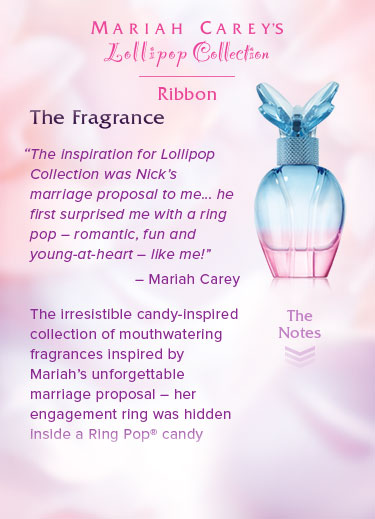 MARIAH CAREY'S
Lollipop Collection
Ribbon
The Fragrance
“The inspiration for Lollipop
Collection was Nick’s
marriage proposal to me... he
first surprised me with a ring
pop – romantic, fun and
young-at-heart – like me!”
– Mariah Carey
The irresistible candy-inspired
collection of mouthwatering
fragrances inspired by
Mariah’s unforgettable
marriage proposal – her
engagement ring was hidden
inside a Ring Pop® candy
The
Notes